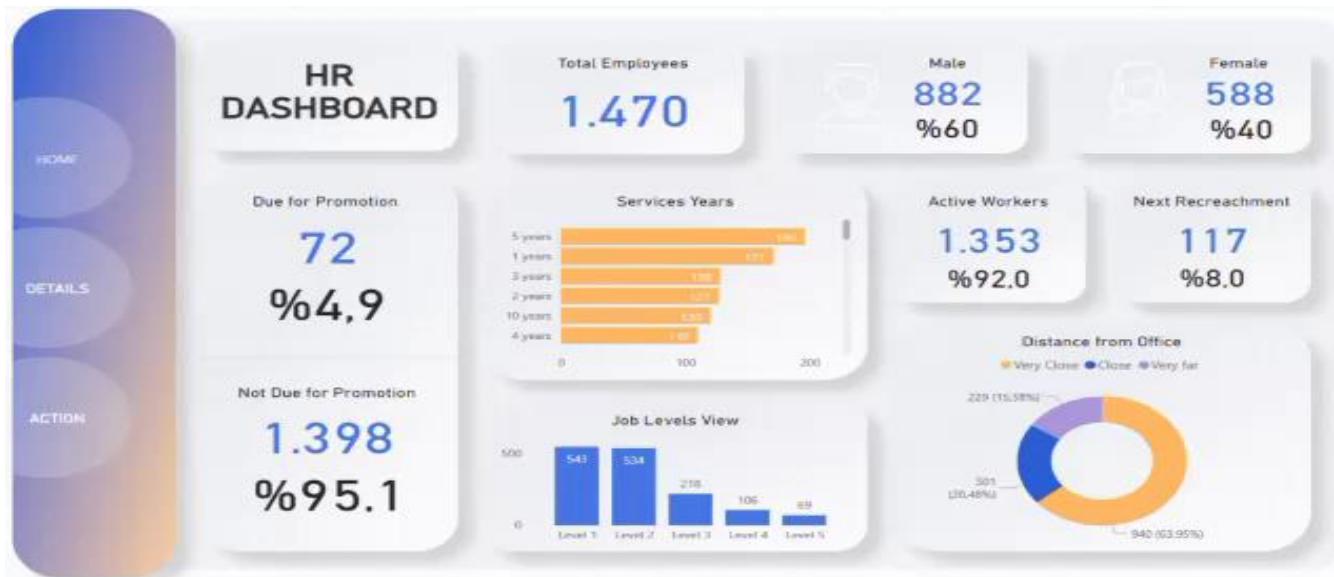 HR
DASHBOARD
Total Employees
1.470
Male
882
%60
Female
588
%40
HOME
DETAILS
ACTION
Due for Promotion
72
%4,9
Not Due for Promotion
1.398
%95.1
Services Years
5 years
1 years
3 years
2 years
10 years
4 years
0 100 200
Active Workers
1.353
%92,0
Next Recreachment
117
%8.0
Job Levels View
500
0
543 534 218 106 69
Level 1 Level 2 Level 3 Level 4 Level 5
Distance from Office
Very Close Close Very far
229 (15,58%)
301
(20,48%)
940 (63.95%)